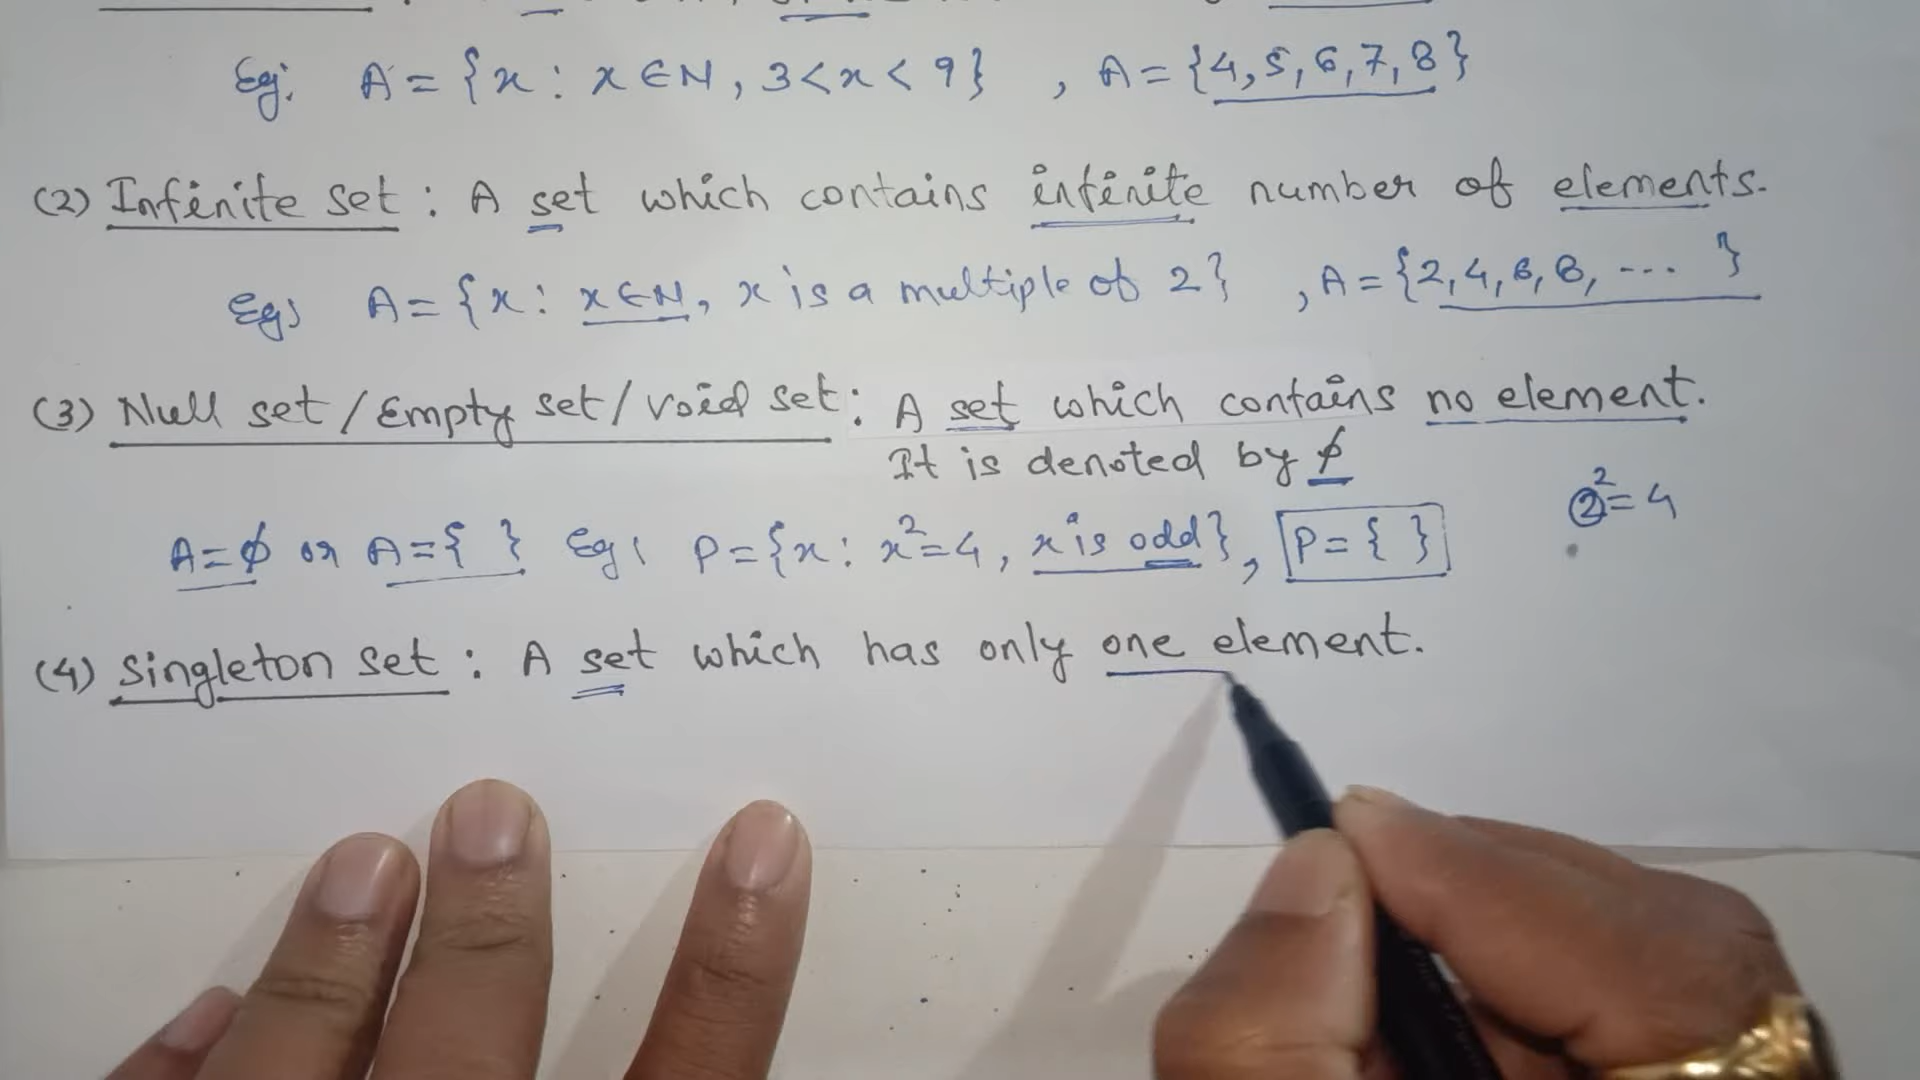 Eg: A = {x : x ∈ N, 3 < x < 9} , A = {4, 5, 6, 7, 8}
(2) Infinite set : A set which contains infinite number of elements.
Eg: A = {x : x ∈ N, x is a multiple of 2} , A = {2, 4, 6, 8, ... }
(3) Null set / Empty set / void set : A set which contains no element.
It is denoted by ϕ
2² = 4
A = ϕ or A = { } Eg: P = {x : x² = 4, x is odd}, P = { }
(4) Singleton set : A set which has only one element.